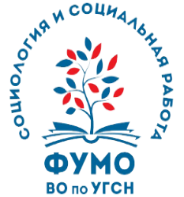 СОЦИОЛОГИЯ И СОЦИАЛЬНАЯ РАБОТА
ФУМО
ВО по УГСН